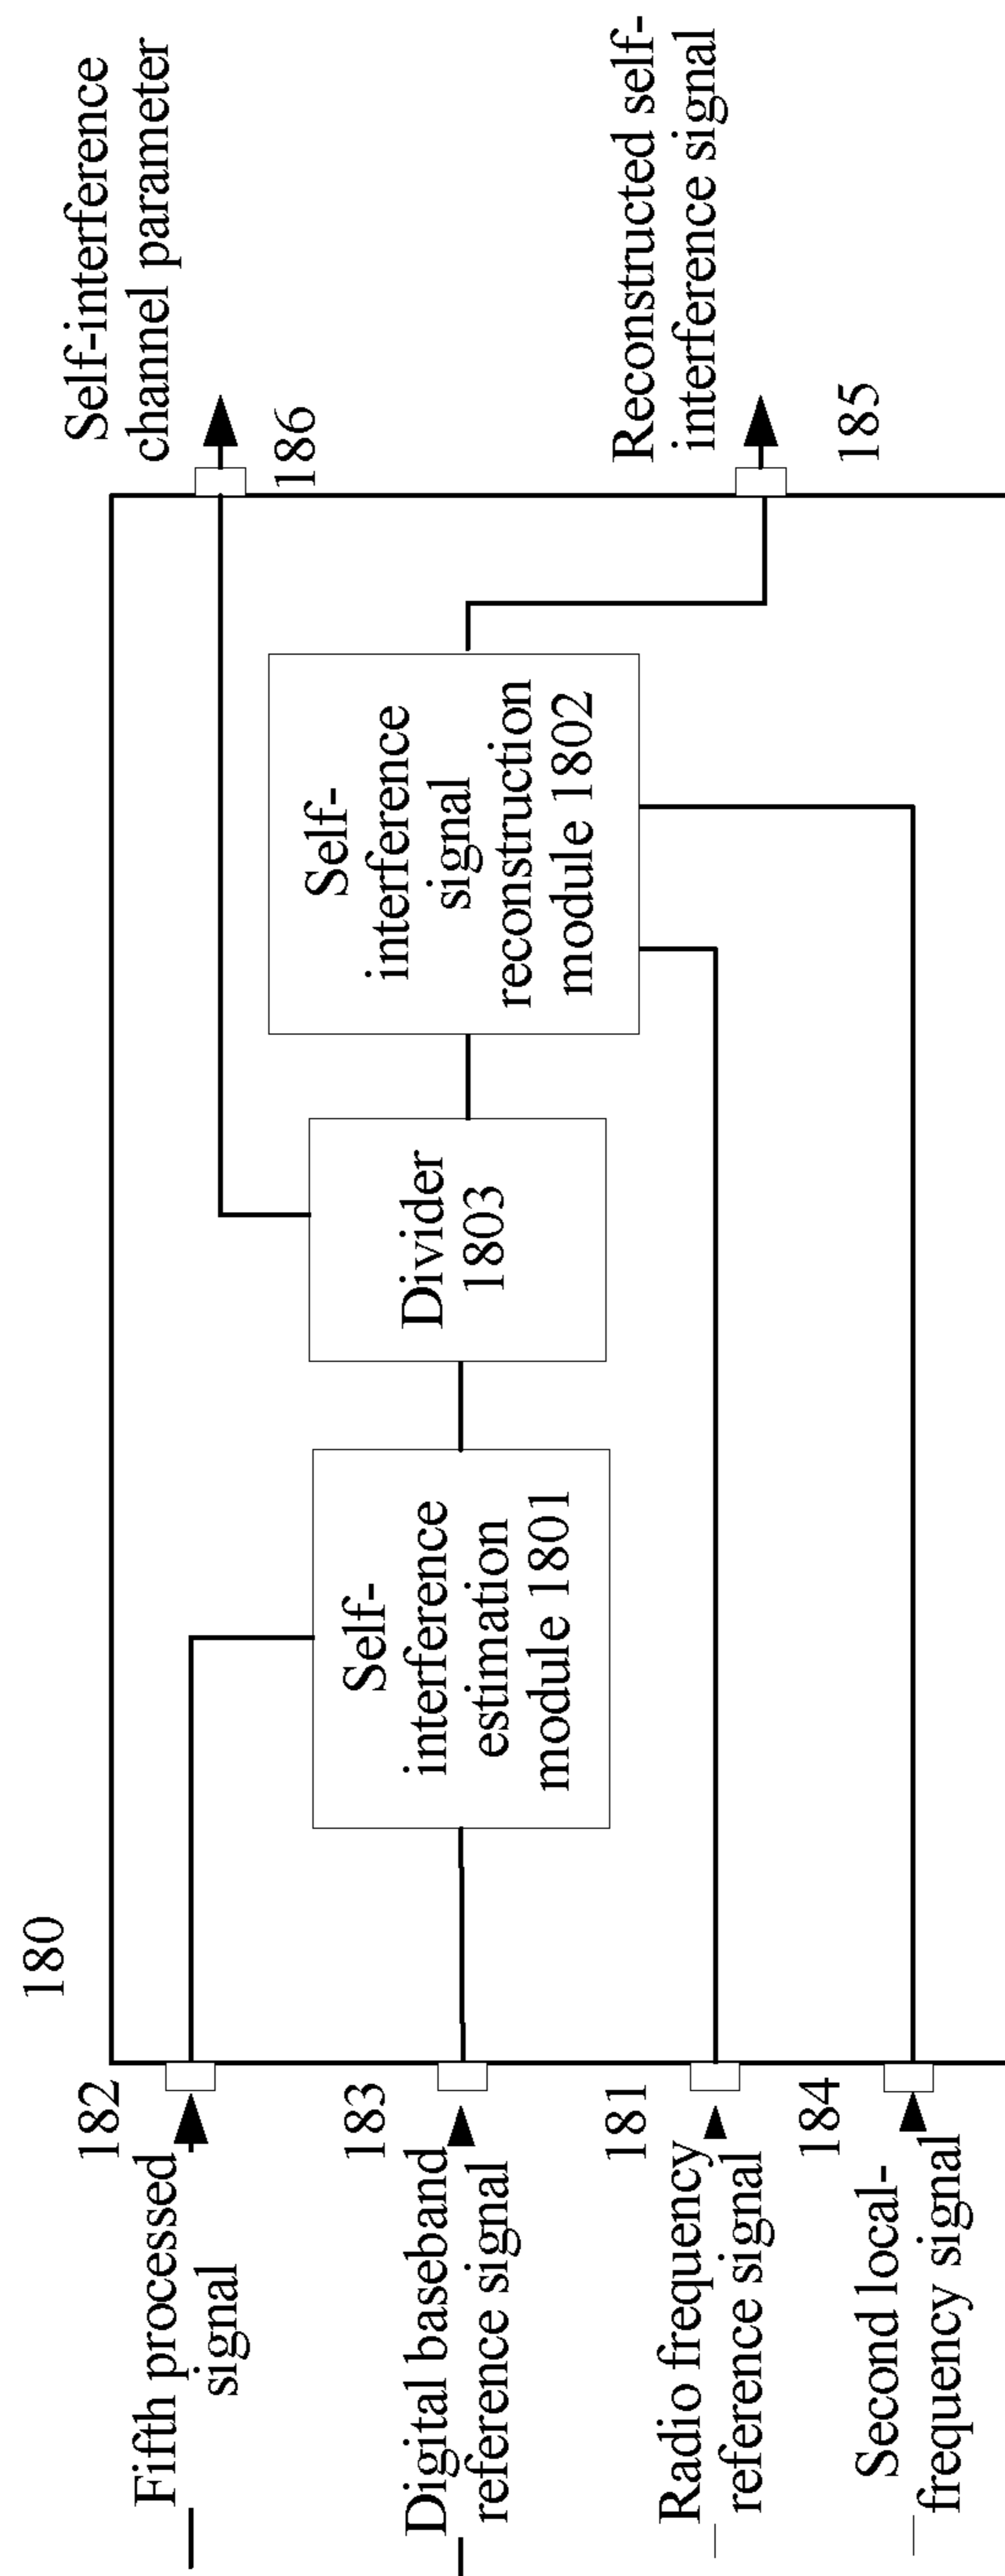 180
182
Fifth processed
signal
183
Digital baseband
reference signal
181
Radio frequency
reference signal
184
Second local-
frequency signal
Self-
interference
estimation
module 1801
Divider
1803
Self-
interference
signal
reconstruction
module 1802
Self-interference
channel parameter
186
Reconstructed self-
interference signal
185